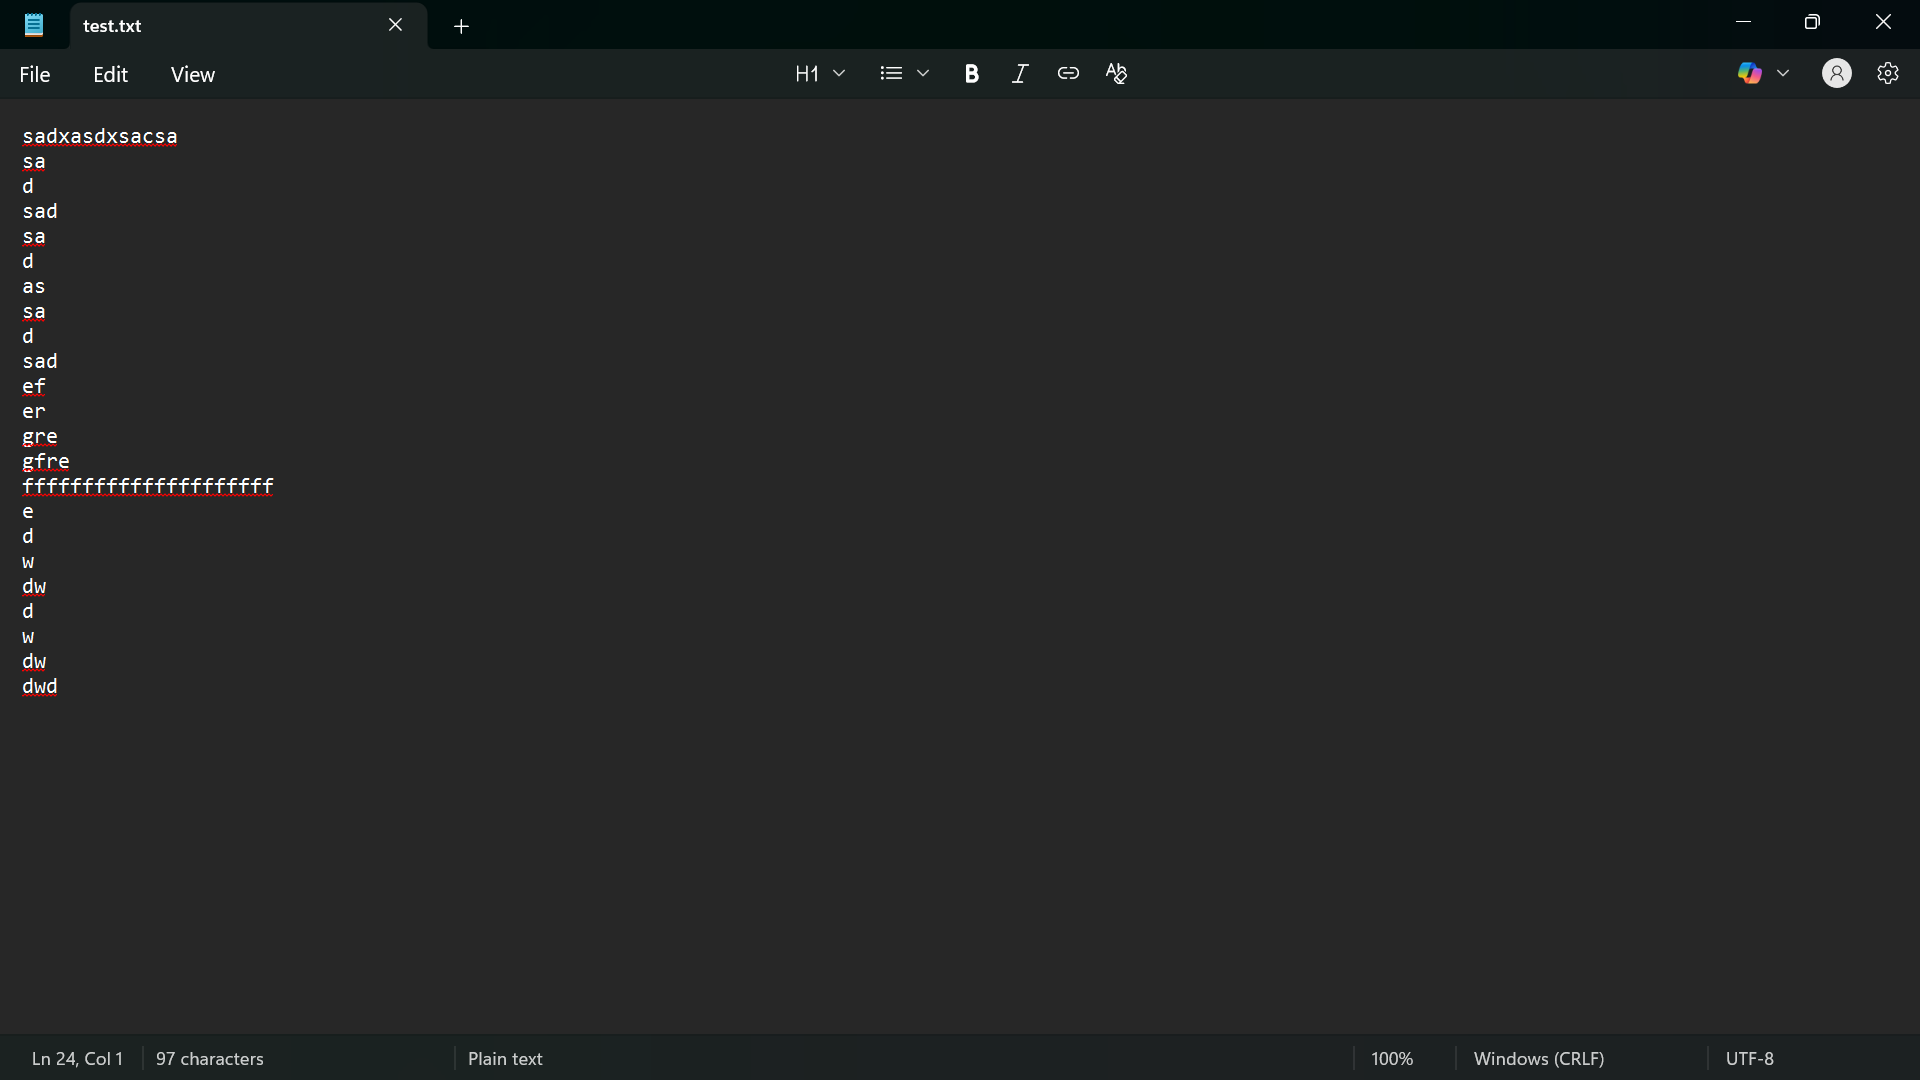 test.txt
File Edit View H1 B I
sadxasdxsacsa
sa
d
sad
sa
d
as
sa
d
sad
ef
er
gre
gfre
fffffffffffffffffffff
e
d
w
dw
d
w
dw
dwd
Ln 24, Col 1 97 characters Plain text 100% Windows (CRLF) UTF-8